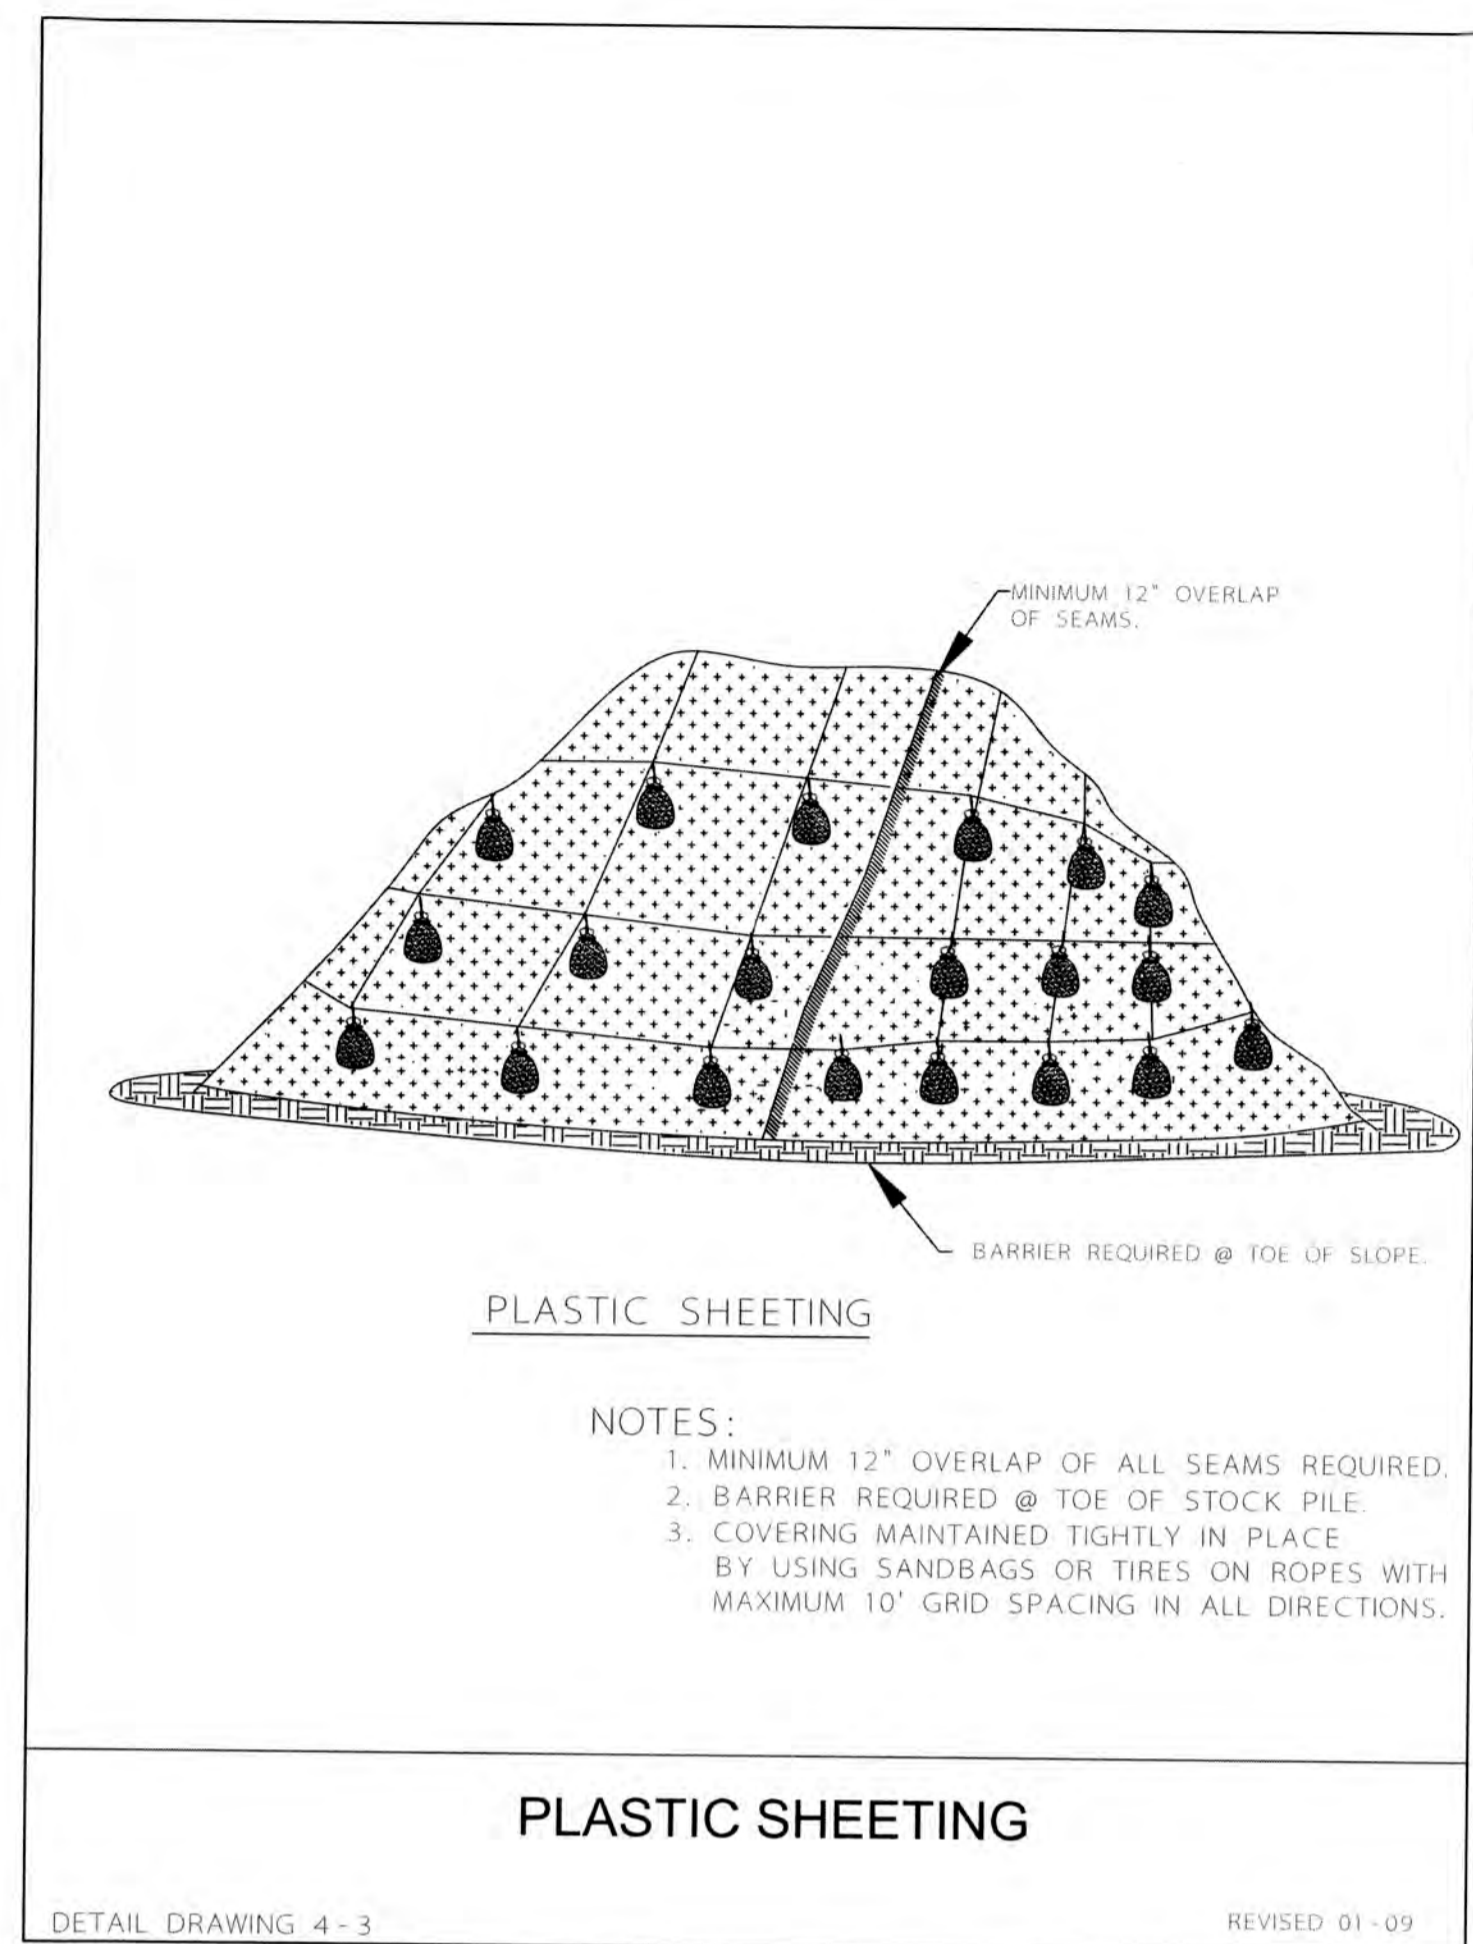 MINIMUM 12" OVERLAP
OF SEAMS.
BARRIER REQUIRED @ TOE OF SLOPE.
PLASTIC SHEETING
NOTES:
1. MINIMUM 12" OVERLAP OF ALL SEAMS REQUIRED.
2. BARRIER REQUIRED @ TOE OF STOCK PILE.
3. COVERING MAINTAINED TIGHTLY IN PLACE
BY USING SANDBAGS OR TIRES ON ROPES WITH
MAXIMUM 10' GRID SPACING IN ALL DIRECTIONS.
PLASTIC SHEETING
DETAIL DRAWING 4-3
REVISED 01-09